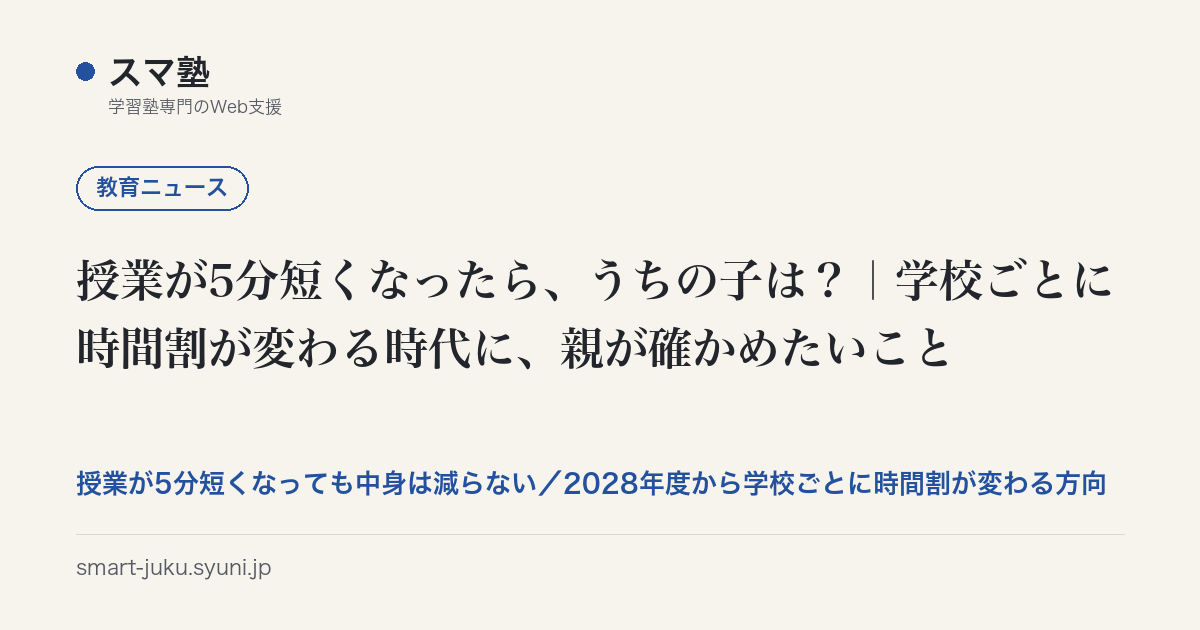 スマ塾
学習塾専門のWeb支援
教育ニュース
授業が5分短くなったら、うちの子は？｜学校ごとに
時間割が変わる時代に、親が確かめたいこと
授業が5分短くなっても中身は減らない／2028年度から学校ごとに時間割が変わる方向
smart-juku.syuni.jp